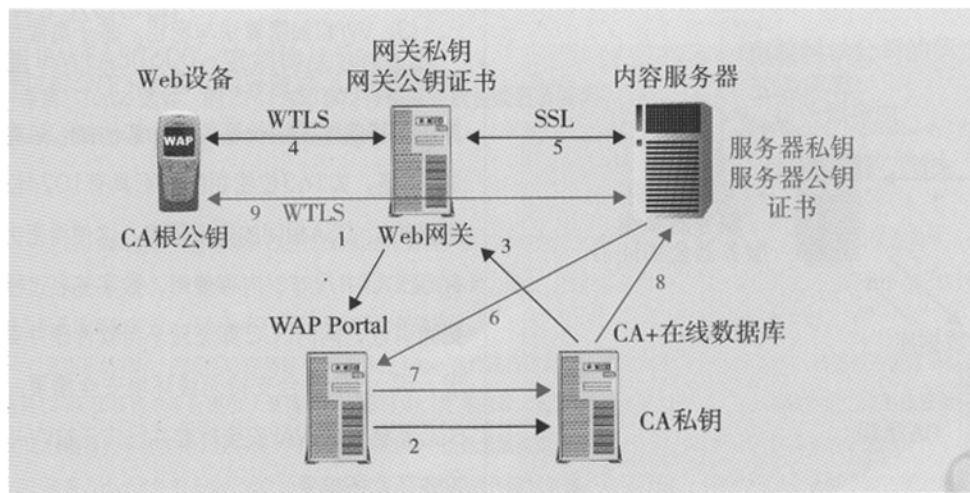 网关私钥
Web设备
网关公钥证书
内容服务器
WTLS
SSL
WAP
4
5
服务器私钥
服务器公钥
证书
9
WTLS
CA根公钥
1
Web网关
3
8
WAP Portal
6
CA+在线数据库
7
CA私钥
2